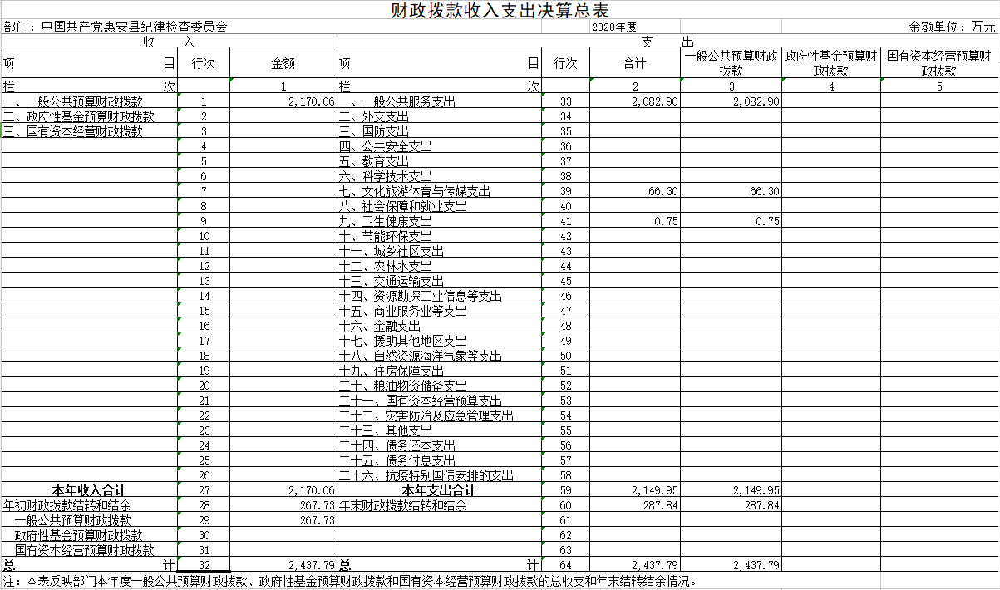 财政拨款收入支出决算总表
部门：中国共产党惠安县纪律检查委员会 2020年度 金额单位：万元
收 入 支 出
项 目 行次 金额 项 目 行次 合计 一般公共预算财政拨款 政府性基金预算财政拨款 国有资本经营预算财政拨款
栏 次 1 栏 次 2 3 4 5
一、一般公共预算财政拨款 1 2,170.06 一、一般公共服务支出 33 2,082.90 2,082.90
二、政府性基金预算财政拨款 2 二、外交支出 34
三、国有资本经营财政拨款 3 三、国防支出 35
4 四、公共安全支出 36
5 五、教育支出 37
6 六、科学技术支出 38
7 七、文化旅游体育与传媒支出 39 66.30 66.30
8 八、社会保障和就业支出 40
9 九、卫生健康支出 41 0.75 0.75
10 十、节能环保支出 42
11 十一、城乡社区支出 43
12 十二、农林水支出 44
13 十三、交通运输支出 45
14 十四、资源勘探工业信息等支出 46
15 十五、商业服务业等支出 47
16 十六、金融支出 48
17 十七、援助其他地区支出 49
18 十八、自然资源海洋气象等支出 50
19 十九、住房保障支出 51
20 二十、粮油物资储备支出 52
21 二十一、国有资本经营预算支出 53
22 二十二、灾害防治及应急管理支出 54
23 二十三、其他支出 55
24 二十四、债务还本支出 56
25 二十五、债务付息支出 57
26 二十六、抗疫特别国债安排的支出 58
本年收入合计 27 2,170.06 本年支出合计 59 2,149.95 2,149.95
年初财政拨款结转和结余 28 267.73 年末财政拨款结转和结余 60 287.84 287.84
一般公共预算财政拨款 29 267.73 61
政府性基金预算财政拨款 30 62
国有资本经营预算财政拨款 31 63
总 计 32 2,437.79 总 计 64 2,437.79 2,437.79
注：本表反映部门本年度一般公共预算财政拨款、政府性基金预算财政拨款和国有资本经营预算财政拨款的总收支和年末结转结余情况。